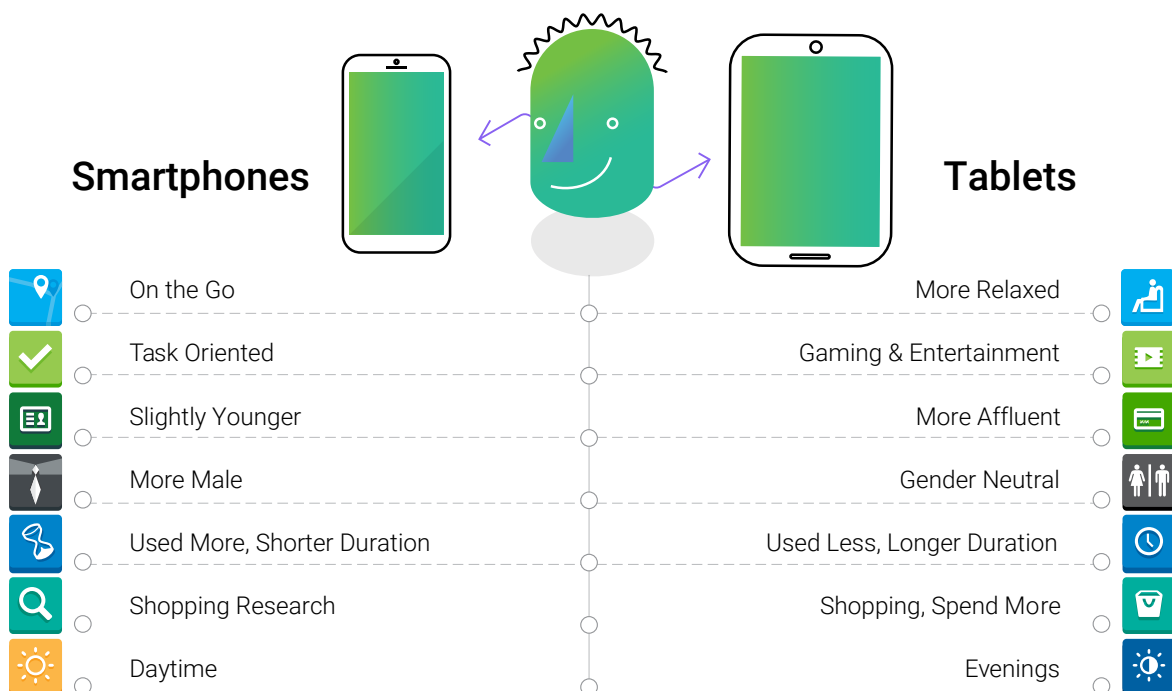 Smartphones
Tablets
On the Go
More Relaxed
Task Oriented
Gaming & Entertainment
Slightly Younger
More Affluent
More Male
Gender Neutral
Used More, Shorter Duration
Used Less, Longer Duration
Shopping Research
Shopping, Spend More
Daytime
Evenings